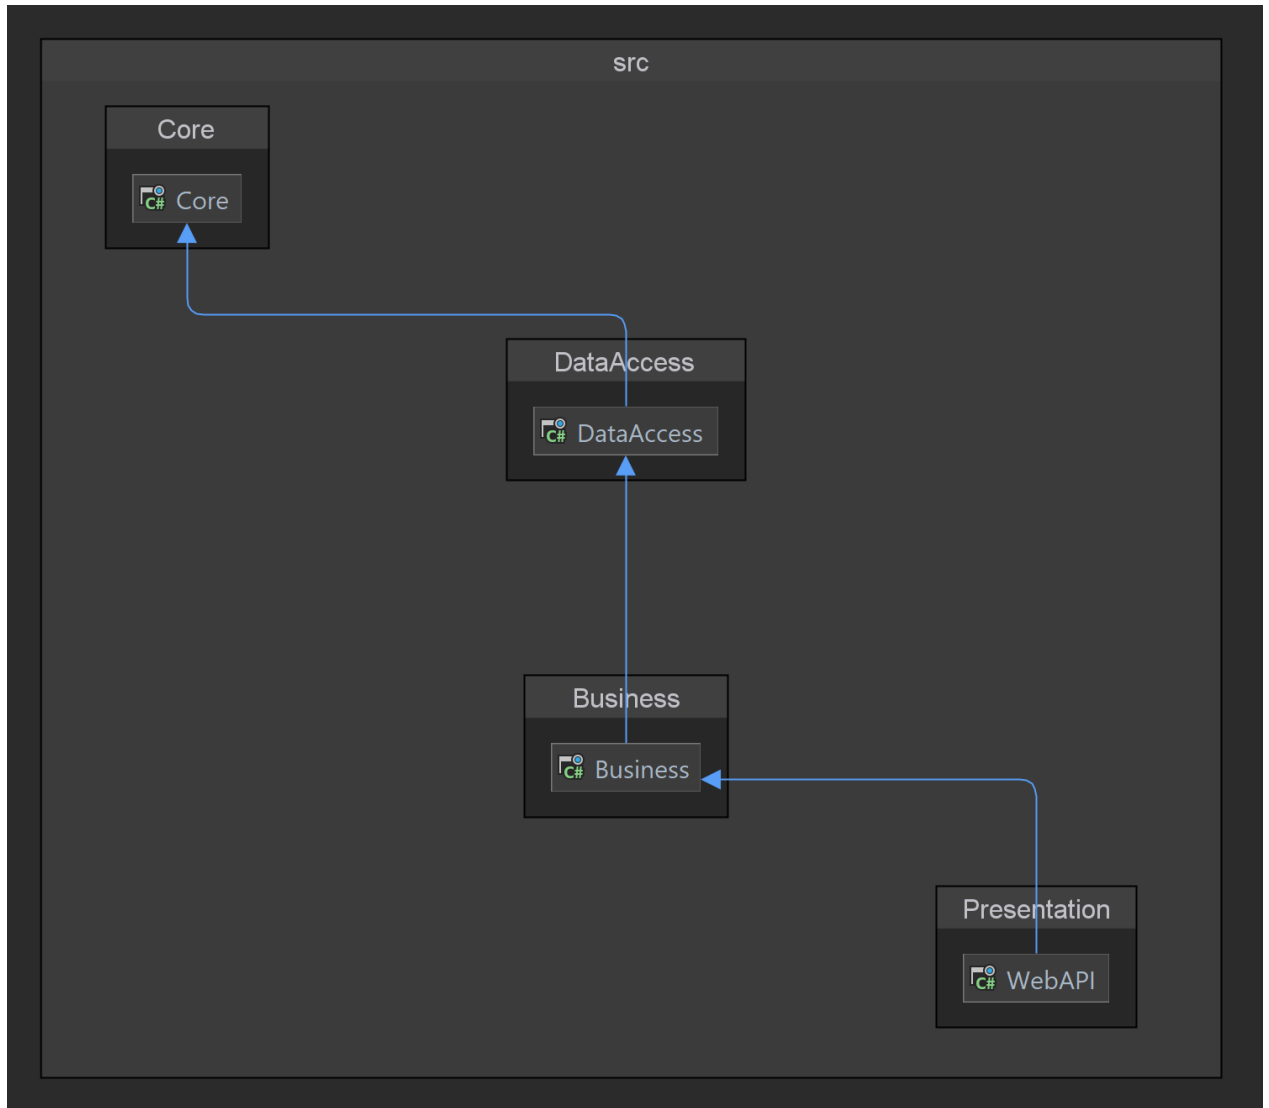 src
Core
C# Core
DataAccess
C# DataAccess
Business
C# Business
Presentation
C# WebAPI